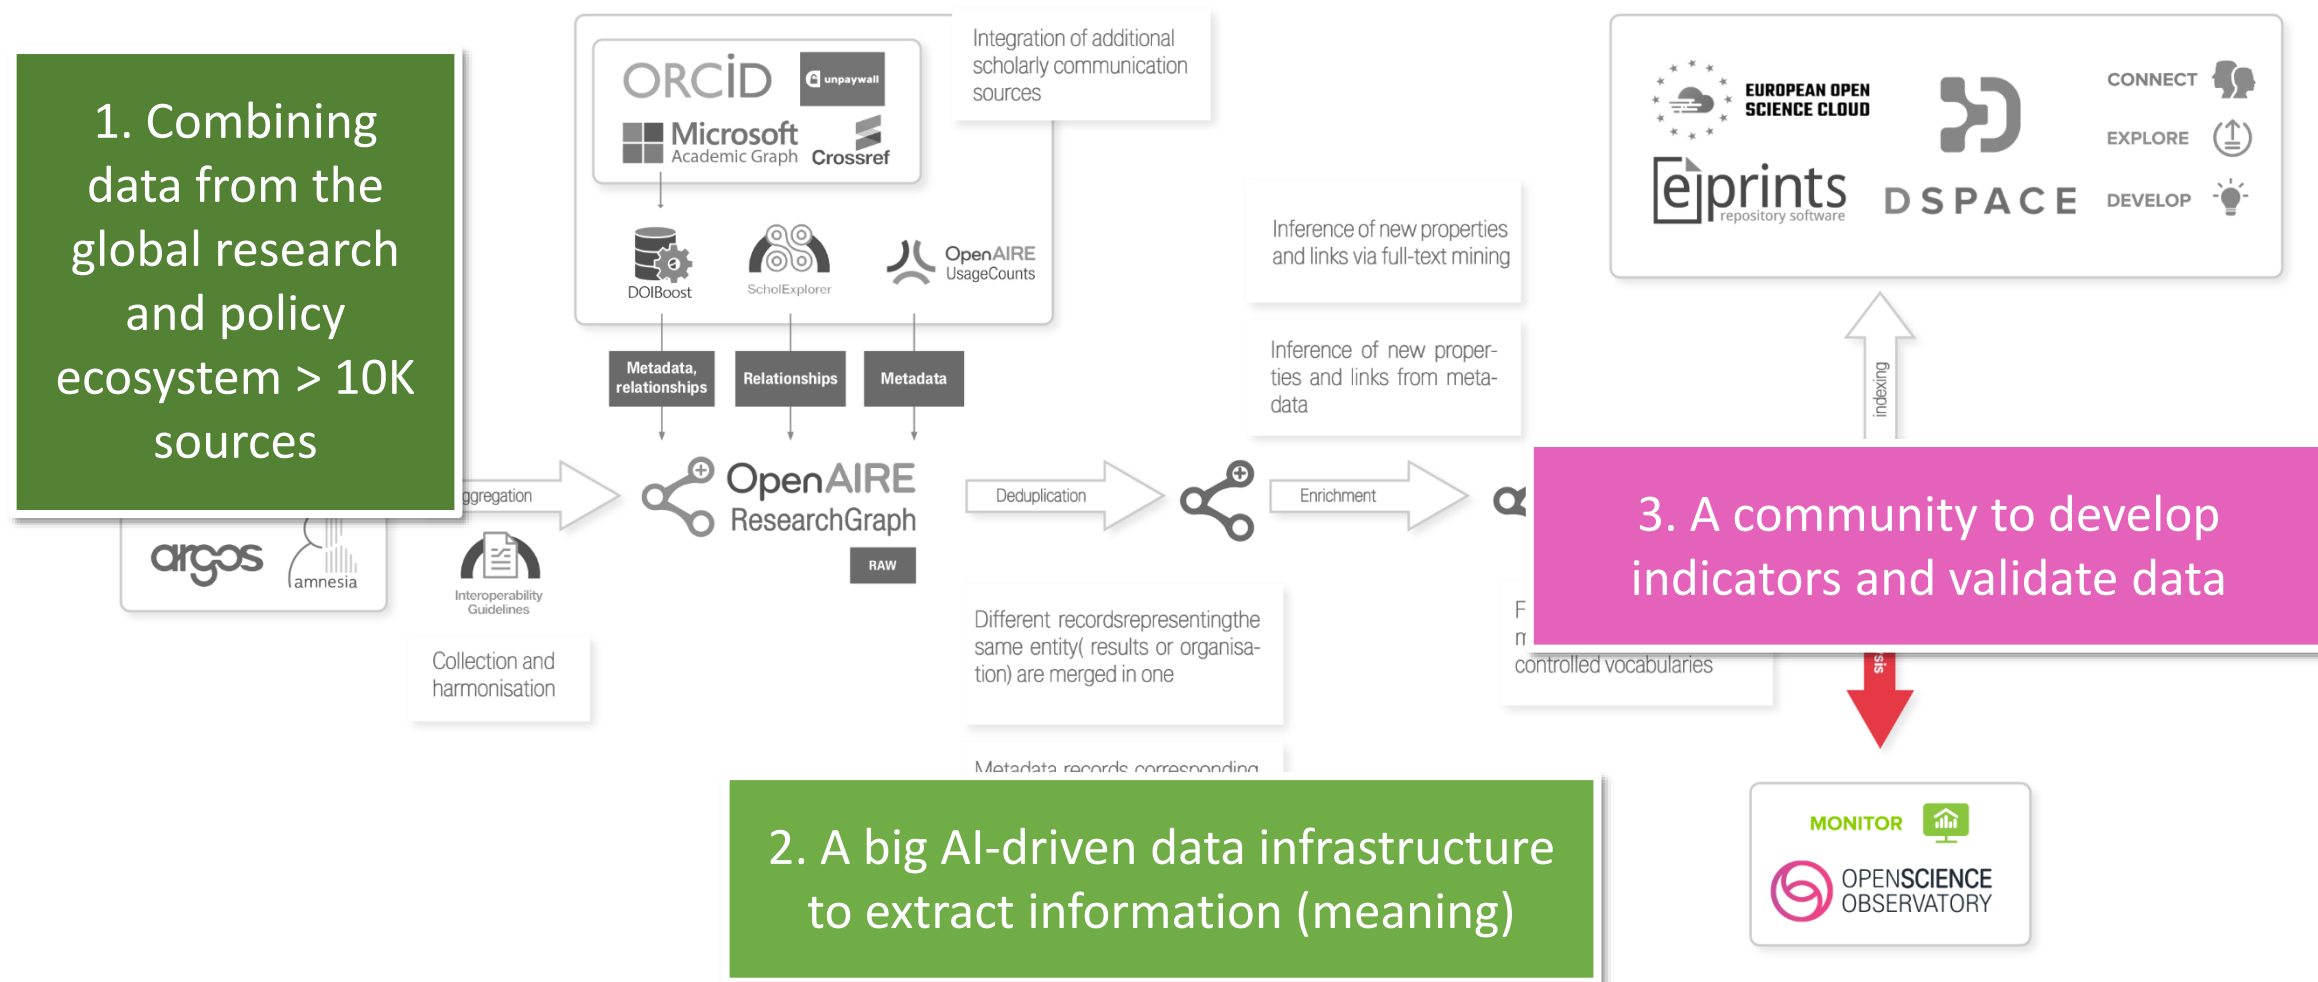 1. Combining
data from the
global research
and policy
ecosystem > 10K
sources
ORCiD
unpaywall
Microsoft
Academic Graph
Crossref
Integration of additional
scholarly communication
sources
DOIBoost
ScholExplorer
OpenAIRE
UsageCounts
Metadata,
relationships
Relationships
Metadata
ggregation
OpenAIRE
ResearchGraph
RAW
argos
amnesia
Interoperability
Guidelines
Collection and
harmonisation
Deduplication
Different recordsrepresentingthe
same entity( results or organisa-
tion) are merged in one
Metadata records corresponding
Inference of new properties
and links via full-text mining
Inference of new proper-
ties and links from meta-
data
Enrichment
EUROPEAN OPEN
SCIENCE CLOUD
e|prints
repository software
DSPACE
CONNECT
EXPLORE
DEVELOP
indexing
3. A community to develop
indicators and validate data
controlled vocabularies
sis
2. A big AI-driven data infrastructure
to extract information (meaning)
MONITOR
OPENSCIENCE
OBSERVATORY